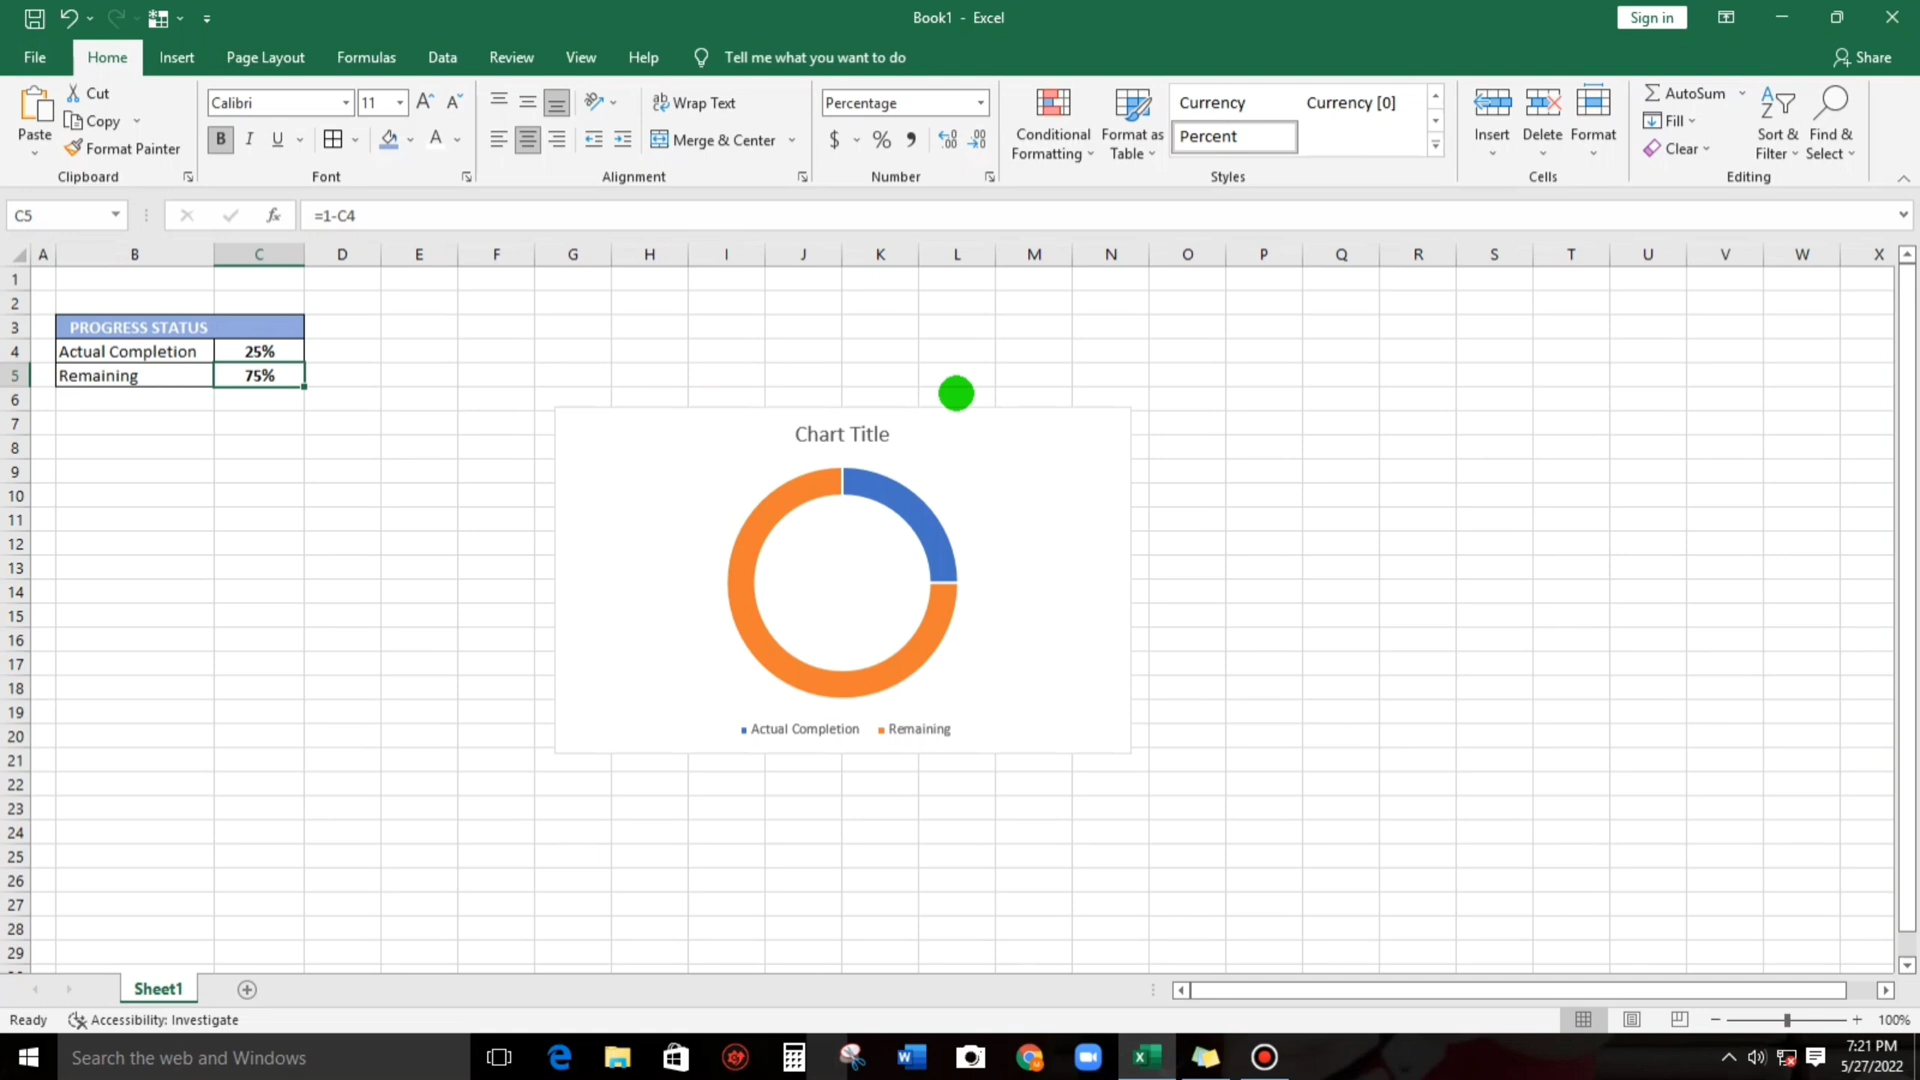 Book1 - Excel
Sign in
File Home Insert Page Layout Formulas Data Review View Help Tell me what you want to do Share
Paste
Cut
Copy
Format Painter
Clipboard
Calibri 11
B I U A
Font
Wrap Text
Merge & Center
Alignment
Percentage
$ % ,
Number
Conditional Formatting
Format as Table
Currency Currency [0]
Percent
Styles
Insert Delete Format
Cells
AutoSum
Fill
Clear
Sort & Filter
Find & Select
Editing
C5 fx =1-C4
A B C D E F G H I J K L M N O P Q R S T U V W X
1
2
3 PROGRESS STATUS
4 Actual Completion 25%
5 Remaining 75%
6
7
8
9
10
11
12
13
14
15
16
17
18
19
20
21
22
23
24
25
26
27
28
29
Chart Title
Actual Completion Remaining
Sheet1
Ready Accessibility: Investigate 100%
Search the web and Windows
7:21 PM
5/27/2022